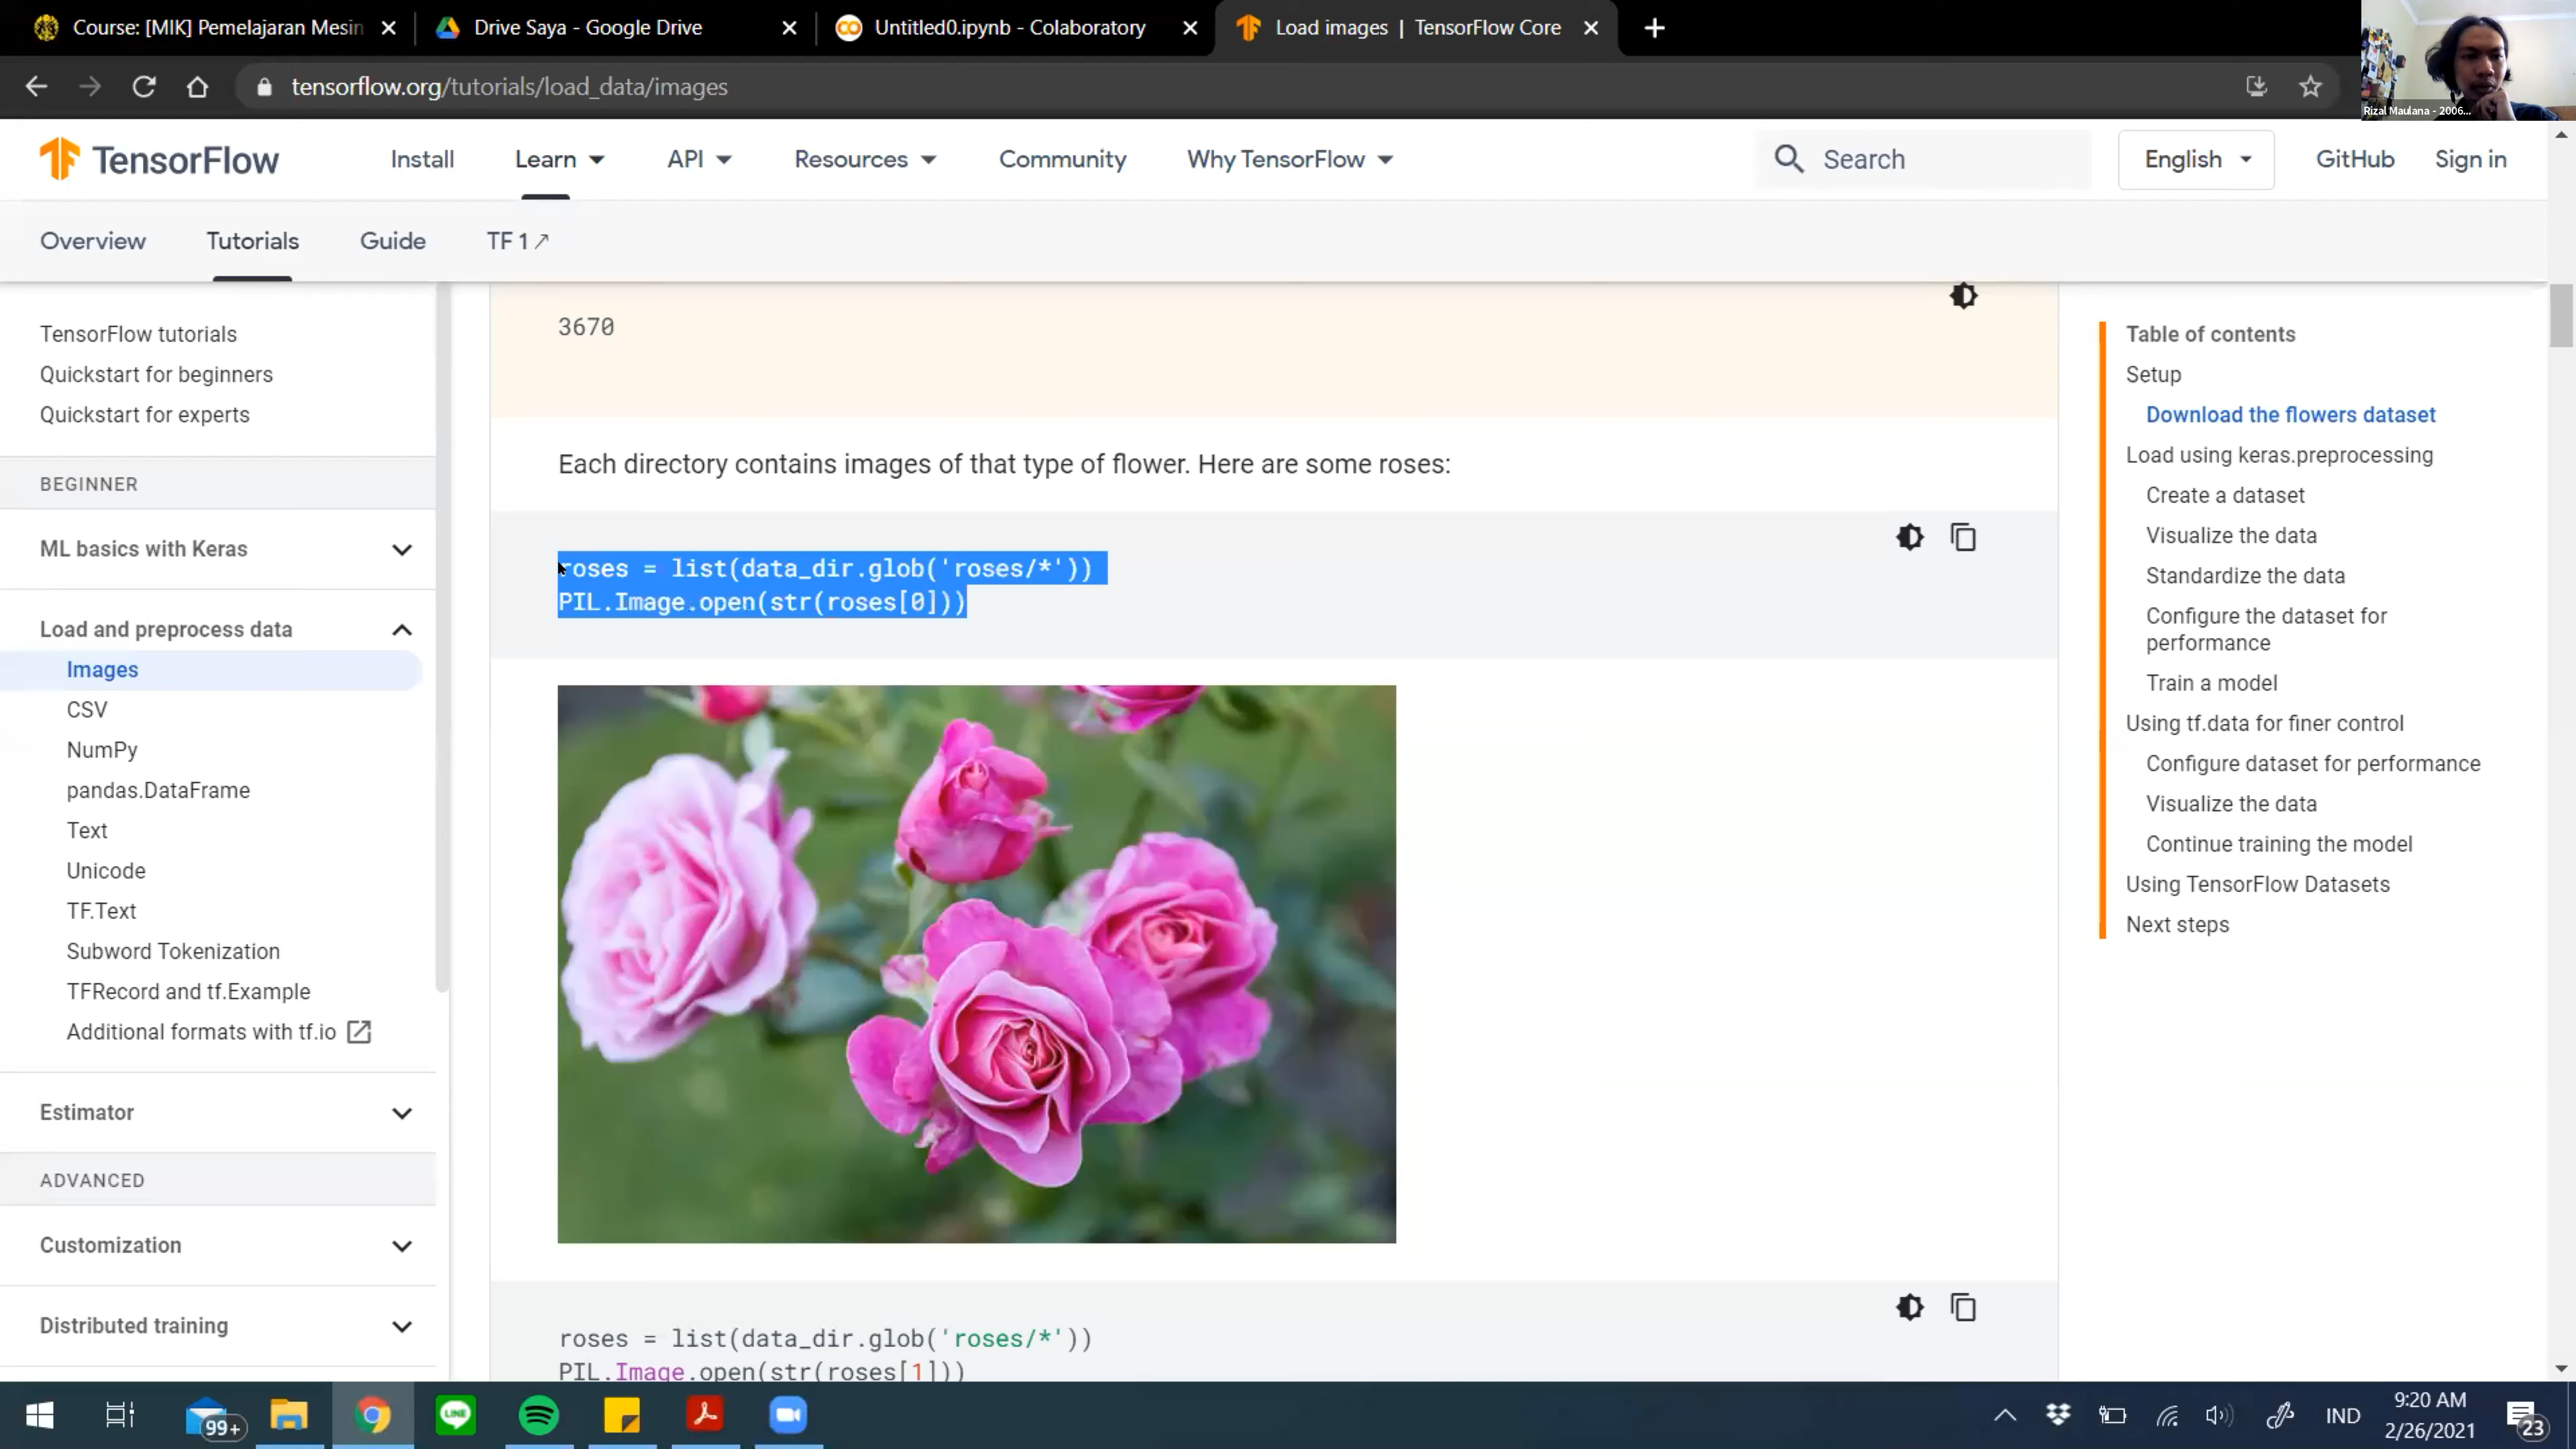 Course: [MIK] Pemelajaran Mesin
Drive Saya - Google Drive
Untitled0.ipynb - Colaboratory
Load images | TensorFlow Core
tensorflow.org/tutorials/load_data/images
Rizal Maulana - 2006...
TensorFlow
Install
Learn
API
Resources
Community
Why TensorFlow
Search
English
GitHub
Sign in
Overview
Tutorials
Guide
TF 1
TensorFlow tutorials
Quickstart for beginners
Quickstart for experts
BEGINNER
ML basics with Keras
Load and preprocess data
Images
CSV
NumPy
pandas.DataFrame
Text
Unicode
TF.Text
Subword Tokenization
TFRecord and tf.Example
Additional formats with tf.io
Estimator
ADVANCED
Customization
Distributed training
3670
Each directory contains images of that type of flower. Here are some roses:
roses = list(data_dir.glob('roses/*'))
PIL.Image.open(str(roses[0]))
roses = list(data_dir.glob('roses/*'))
PIL.Image.open(str(roses[1]))
Table of contents
Setup
Download the flowers dataset
Load using keras.preprocessing
Create a dataset
Visualize the data
Standardize the data
Configure the dataset for
performance
Train a model
Using tf.data for finer control
Configure dataset for performance
Visualize the data
Continue training the model
Using TensorFlow Datasets
Next steps
99+
LINE
IND
9:20 AM
2/26/2021
23